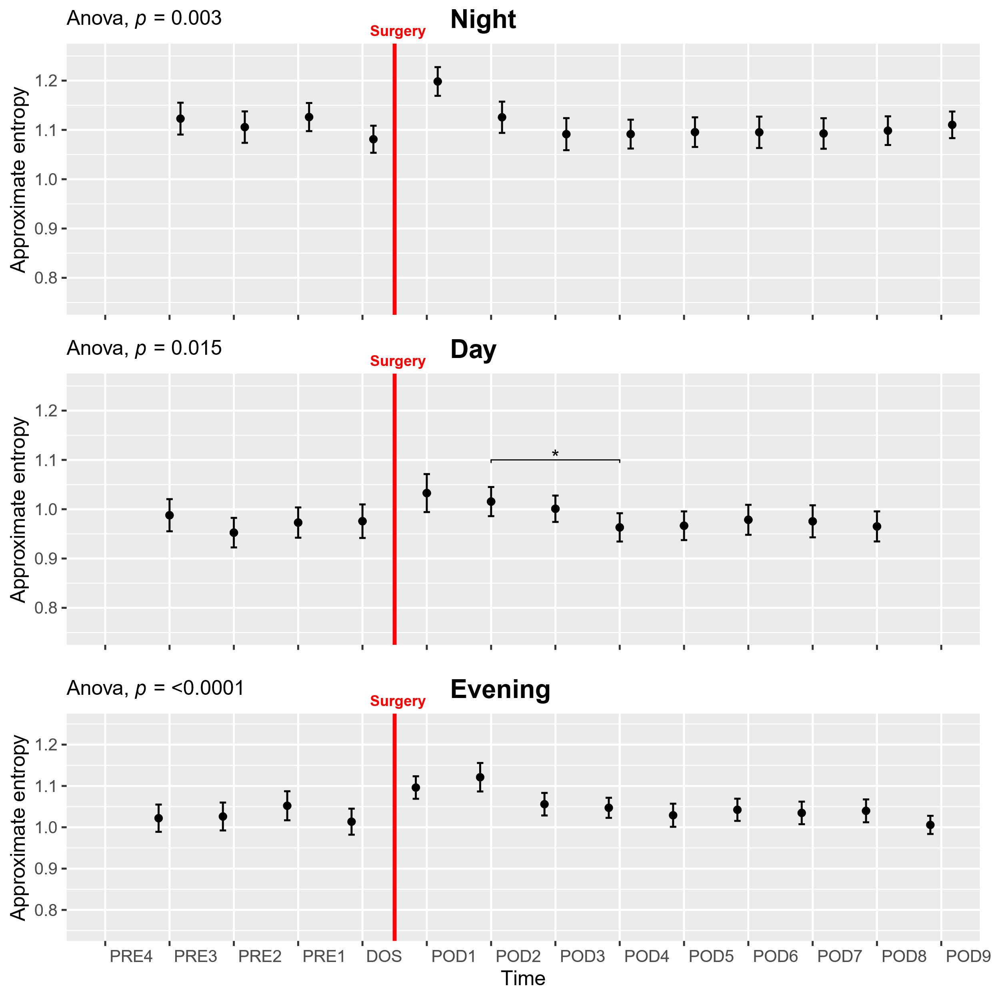 Anova, p = 0.003
Night
Surgery
Approximate entropy
1.2
1.1
1.0
0.9
0.8
Anova, p = 0.015
Day
Surgery
Approximate entropy
1.2
1.1
1.0
0.9
0.8
*
Anova, p = <0.0001
Evening
Surgery
Approximate entropy
1.2
1.1
1.0
0.9
0.8
PRE4 PRE3 PRE2 PRE1 DOS POD1 POD2 POD3 POD4 POD5 POD6 POD7 POD8 POD9
Time